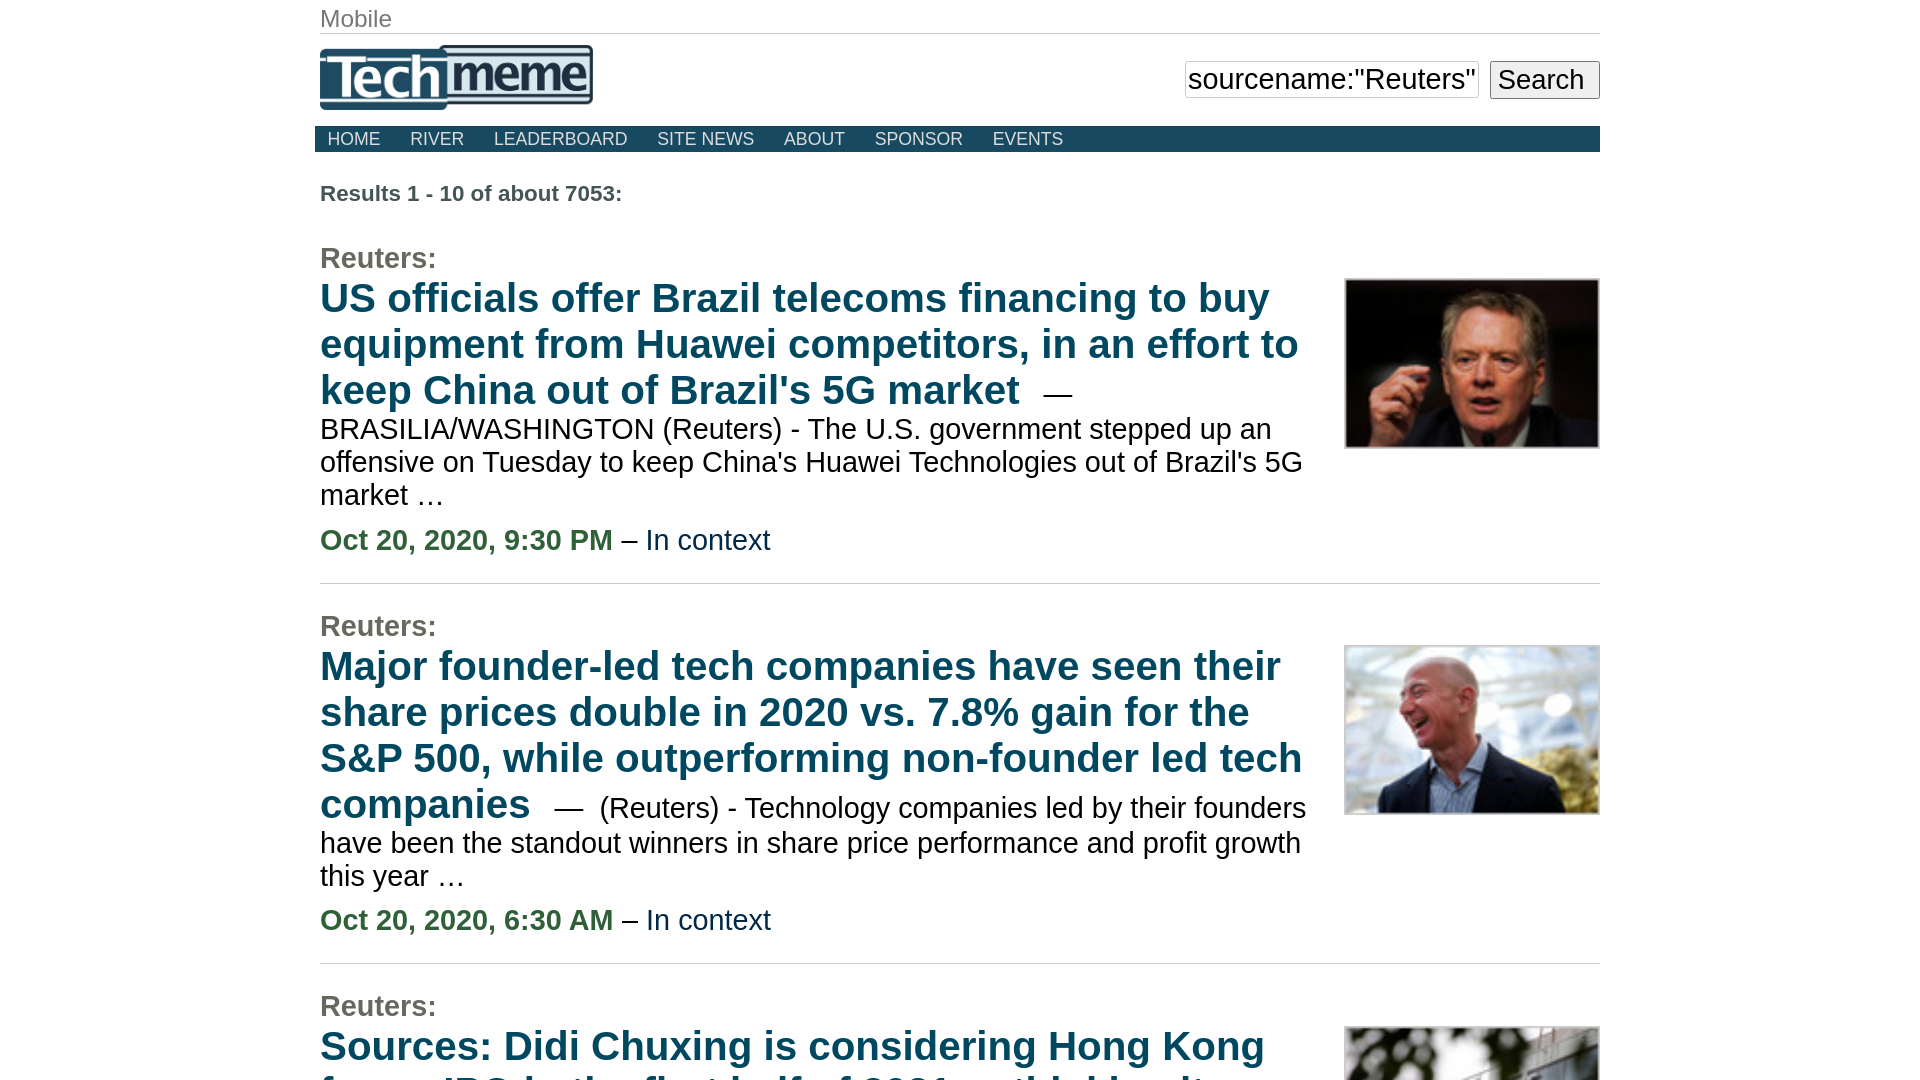 Mobile
Techmeme
sourcename:"Reuters" Search
HOME RIVER LEADERBOARD SITE NEWS ABOUT SPONSOR EVENTS
Results 1 - 10 of about 7053:
Reuters:
US officials offer Brazil telecoms financing to buy
equipment from Huawei competitors, in an effort to
keep China out of Brazil's 5G market —
BRASILIA/WASHINGTON (Reuters) - The U.S. government stepped up an
offensive on Tuesday to keep China's Huawei Technologies out of Brazil's 5G
market …
Oct 20, 2020, 9:30 PM – In context
Reuters:
Major founder-led tech companies have seen their
share prices double in 2020 vs. 7.8% gain for the
S&P 500, while outperforming non-founder led tech
companies — (Reuters) - Technology companies led by their founders
have been the standout winners in share price performance and profit growth
this year …
Oct 20, 2020, 6:30 AM – In context
Reuters:
Sources: Didi Chuxing is considering Hong Kong